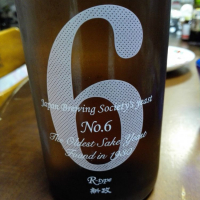 6
Japan Brewing Society's yeast
No.6
The Oldest Sake Yeast
Found in 1930
R-type
新政